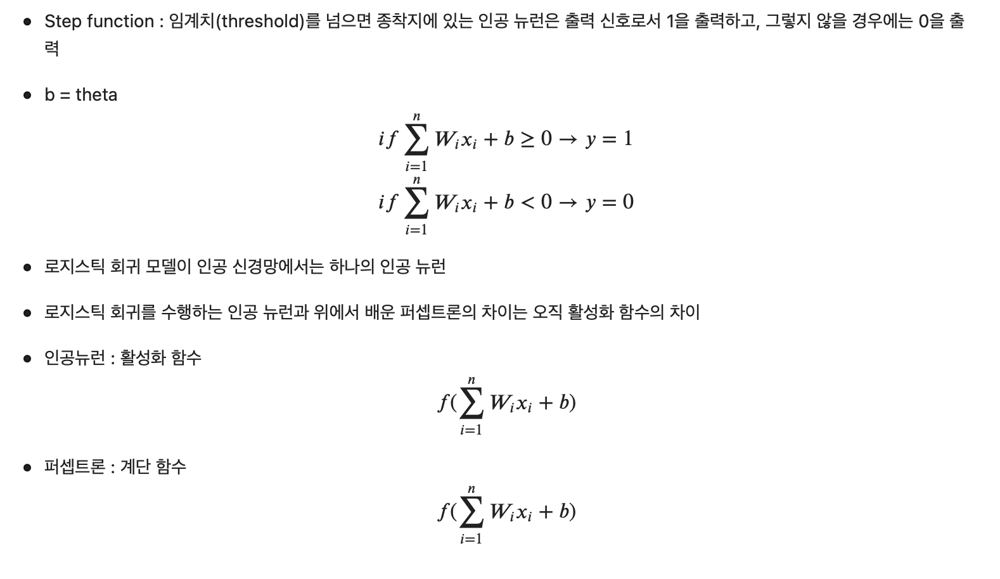 • Step function : 임계치(threshold)를 넘으면 종착지에 있는 인공 뉴런은 출력 신호로서 1을 출력하고, 그렇지 않을 경우에는 0을 출
력
• b = theta
if \sum_{i=1}^{n} W_i x_i + b ≥ 0 → y = 1
if \sum_{i=1}^{n} W_i x_i + b < 0 → y = 0
• 로지스틱 회귀 모델이 인공 신경망에서는 하나의 인공 뉴런
• 로지스틱 회귀를 수행하는 인공 뉴런과 위에서 배운 퍼셉트론의 차이는 오직 활성화 함수의 차이
• 인공뉴런 : 활성화 함수
f(\sum_{i=1}^{n} W_i x_i + b)
• 퍼셉트론 : 계단 함수
f(\sum_{i=1}^{n} W_i x_i + b)